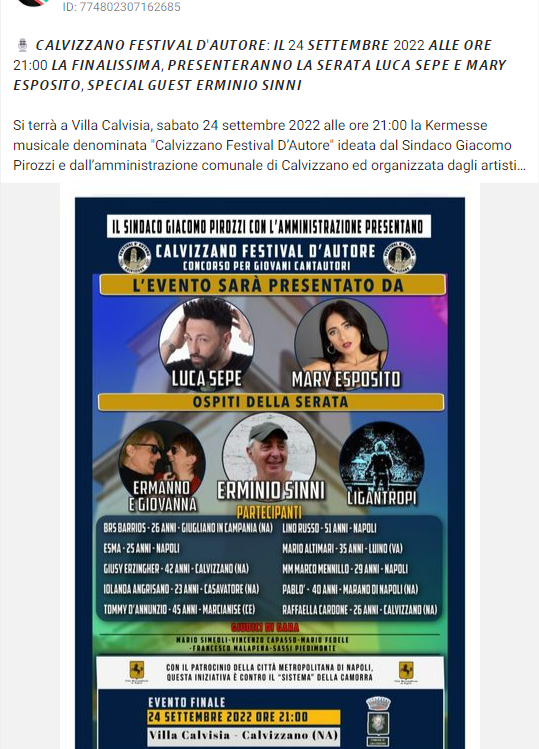 ID: 774802307162685
🎙 CALVIZZANO FESTIVAL D'AUTORE: IL 24 SETTEMBRE 2022 ALLE ORE
21:00 LA FINALISSIMA, PRESENTERANNO LA SERATA LUCA SEPE E MARY
ESPOSITO, SPECIAL GUEST ERMINIO SINNI
Si terrà a Villa Calvisia, sabato 24 settembre 2022 alle ore 21:00 la Kermesse
musicale denominata "Calvizzano Festival D'Autore" ideata dal Sindaco Giacomo
Pirozzi e dall'amministrazione comunale di Calvizzano ed organizzata dagli artisti...
IL SINDACO GIACOMO PIROZZI CON L'AMMINISTRAZIONE PRESENTANO
CALVIZZANO FESTIVAL D'AUTORE
CONCORSO PER GIOVANI CANTAUTORI
L'EVENTO SARÀ PRESENTATO DA
LUCA SEPE MARY ESPOSITO
OSPITI DELLA SERATA
ERMANNO
E GIOVANNA
ERMINIO SINNI
LIGANTROPI
PARTECIPANTI
BRS BARRIOS - 26 ANNI - GIUGLIANO IN CAMPANIA (NA) LINO RUSSO - 51 ANNI - NAPOLI
ESMA - 25 ANNI - NAPOLI MARIO ALTIMARI - 35 ANNI - LUINO (VA)
GIUSY ERZINGHER - 42 ANNI - CALVIZZANO (NA) MM MARCO MENNILLO - 29 ANNI - NAPOLI
IOLANDA ANGRISANO - 23 ANNI - CASAVATORE (NA) PABLO' - 40 ANNI - MARANO DI NAPOLI (NA)
TOMMY D'ANNUNZIO - 45 ANNI - MARCIANISE (CE) RAFFAELLA CARDONE - 26 ANNI - CALVIZZANO (NA)
GIUDICI DI GARA
MARIO SIMEOLI-VINCENZO CAPASSO-MARIO FEDELE
-FRANCESCO MALAPENA-SASSI PIEDIMONTE
CON IL PATROCINIO DELLA CITTÀ METROPOLITANA DI NAPOLI,
QUESTA INIZIATIVA È CONTRO IL "SISTEMA" DELLA CAMORRA
EVENTO FINALE
24 SETTEMBRE 2022 ORE 21:00
Villa Calvisia - Calvizzano (NA)